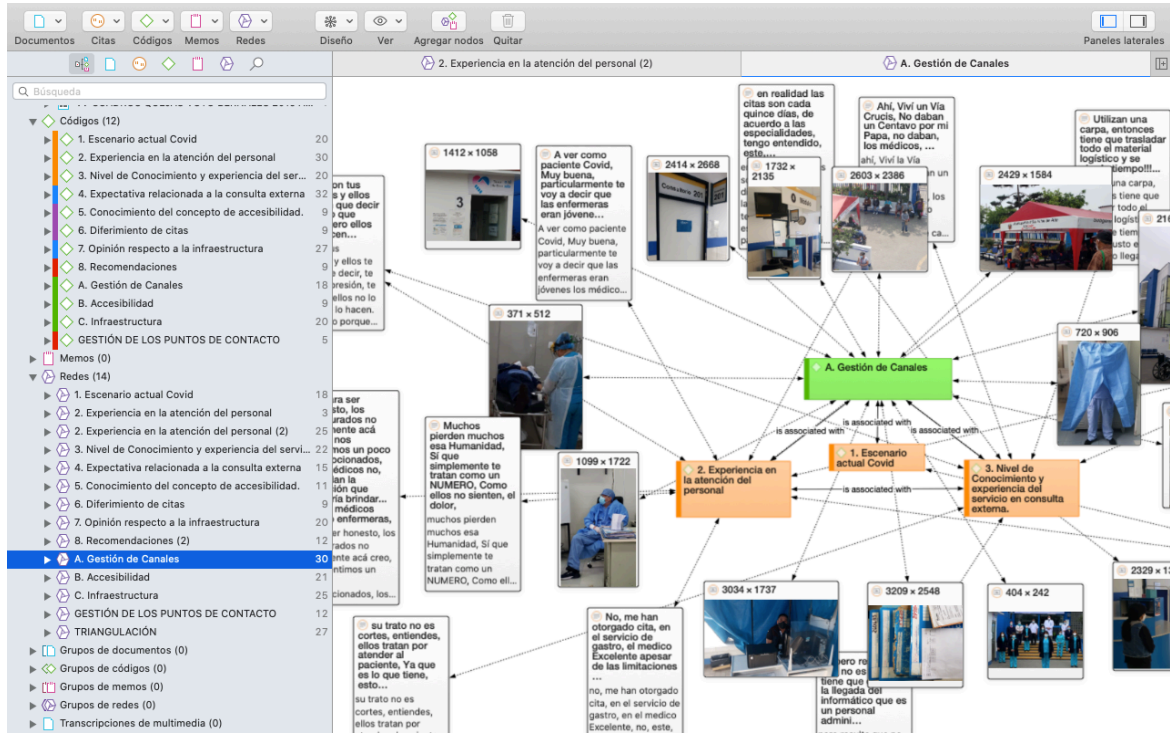 Documentos Citas Códigos Memos Redes Diseño Ver Agregar nodos Quitar Paneles laterales
2. Experiencia en la atención del personal (2)
A. Gestión de Canales
Búsqueda
Códigos (12)
1. Escenario actual Covid 20
2. Experiencia en la atención del personal 30
3. Nivel de Conocimiento y experiencia del ser... 20
4. Expectativa relacionada a la consulta externa 32
5. Conocimiento del concepto de accesibilidad. 9
6. Diferimiento de citas 9
7. Opinión respecto a la infraestructura 27
8. Recomendaciones 9
A. Gestión de Canales 18
B. Accesibilidad 9
C. Infraestructura 20
GESTIÓN DE LOS PUNTOS DE CONTACTO 5
Memos (0)
Redes (14)
1. Escenario actual Covid 18
2. Experiencia en la atención del personal 3
2. Experiencia en la atención del personal (2) 25
3. Nivel de Conocimiento y experiencia del servi... 22
4. Expectativa relacionada a la consulta externa 15
5. Conocimiento del concepto de accesibilidad. 11
6. Diferimiento de citas 9
7. Opinión respecto a la infraestructura 20
8. Recomendaciones (2) 12
A. Gestión de Canales 30
B. Accesibilidad 21
C. Infraestructura 25
GESTIÓN DE LOS PUNTOS DE CONTACTO 12
TRIANGULACIÓN 27
Grupos de documentos (0)
Grupos de códigos (0)
Grupos de memos (0)
Grupos de redes (0)
Transcripciones de multimedia (0)
1412 × 1058
3
A ver como
paciente Covid,
Muy buena,
particularmente te
voy a decir que
las enfermeras
eran jóvene...
A ver como paciente
Covid, Muy buena,
particularmente te
voy a decir que las
enfermeras eran
jóvenes los médico...
2414 × 2668
Consultorio 201
201
en realidad las
citas son cada
quince días, de
acuerdo a las
especialidades,
tengo entendido,
este,...
1732 ×
2135
Ahí, Viví un Vía
Crucis, No daban
un Centavo por mi
Papa, no daban,
los médicos, ...
ahí, Viví la Vía
2603 × 2386
Utilizan una
carpa, entonces
tiene que trasladar
todo el material
logístico y se
tiempo!!!...
2429 × 1584
371 × 512
720 × 906
A. Gestión de Canales
is associated with
is associated with
is associated with
1. Escenario
actual Covid
2. Experiencia en
la atención del
personal
3. Nivel de
Conocimiento y
experiencia del
servicio en consulta
externa.
Muchos
pierden muchos
esa Humanidad,
Sí que
simplemente te
tratan como un
NUMERO, Como
ellos no sienten, el
dolor,
muchos pierden
muchos esa
Humanidad, Sí que
simplemente te
tratan como un
NUMERO, Como ell...
1099 × 1722
3034 × 1737
3209 × 2548
404 × 242
su trato no es
cortes, entiendes,
ellos tratan por
atender al
paciente, Ya que
es lo que tiene,
esto...
su trato no es
cortes, entiendes,
ellos tratan por
No, me han
otorgado cita, en
el servicio de
gastro, el medico
Excelente apesar
de las limitaciones
...
no, me han otorgado
cita, en el servicio de
gastro, en el medico
Excelente, no, este,
tiene que
la llegada del
informático que es
un personal
admini...